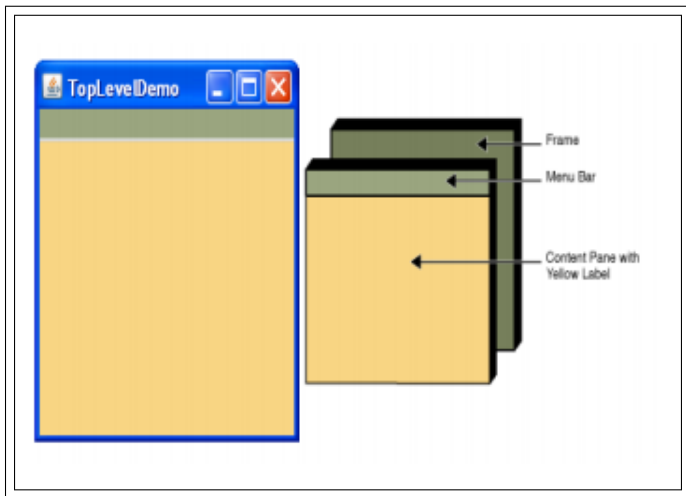 TopLevelDemo
Frame
Menu Bar
Content Pane with
Yellow Label